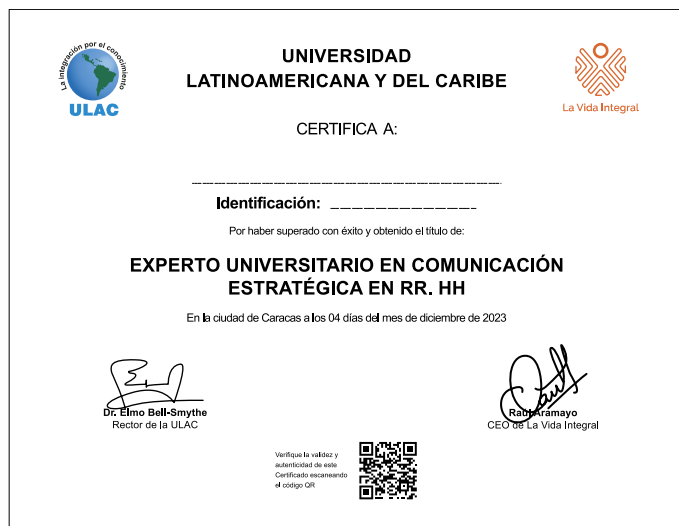 La integración por el conocimiento
ULAC
UNIVERSIDAD
LATINOAMERICANA Y DEL CARIBE
La Vida Integral
CERTIFICA A:
Identificación:
Por haber superado con éxito y obtenido el título de:
EXPERTO UNIVERSITARIO EN COMUNICACIÓN
ESTRATÉGICA EN RR. HH
En la ciudad de Caracas a los 04 días del mes de diciembre de 2023
Dr. Elmo Bell-Smythe
Rector de la ULAC
Raúl Aramayo
CEO de La Vida Integral
Verifique la validez y
autenticidad de este
Certificado escaneando
el código QR